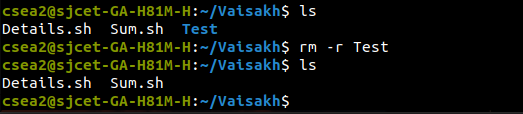 csea2@sjcet-GA-H81M-H:~/Vaisakh$ ls
Details.sh  Sum.sh  Test
csea2@sjcet-GA-H81M-H:~/Vaisakh$ rm -r Test
csea2@sjcet-GA-H81M-H:~/Vaisakh$ ls
Details.sh  Sum.sh
csea2@sjcet-GA-H81M-H:~/Vaisakh$